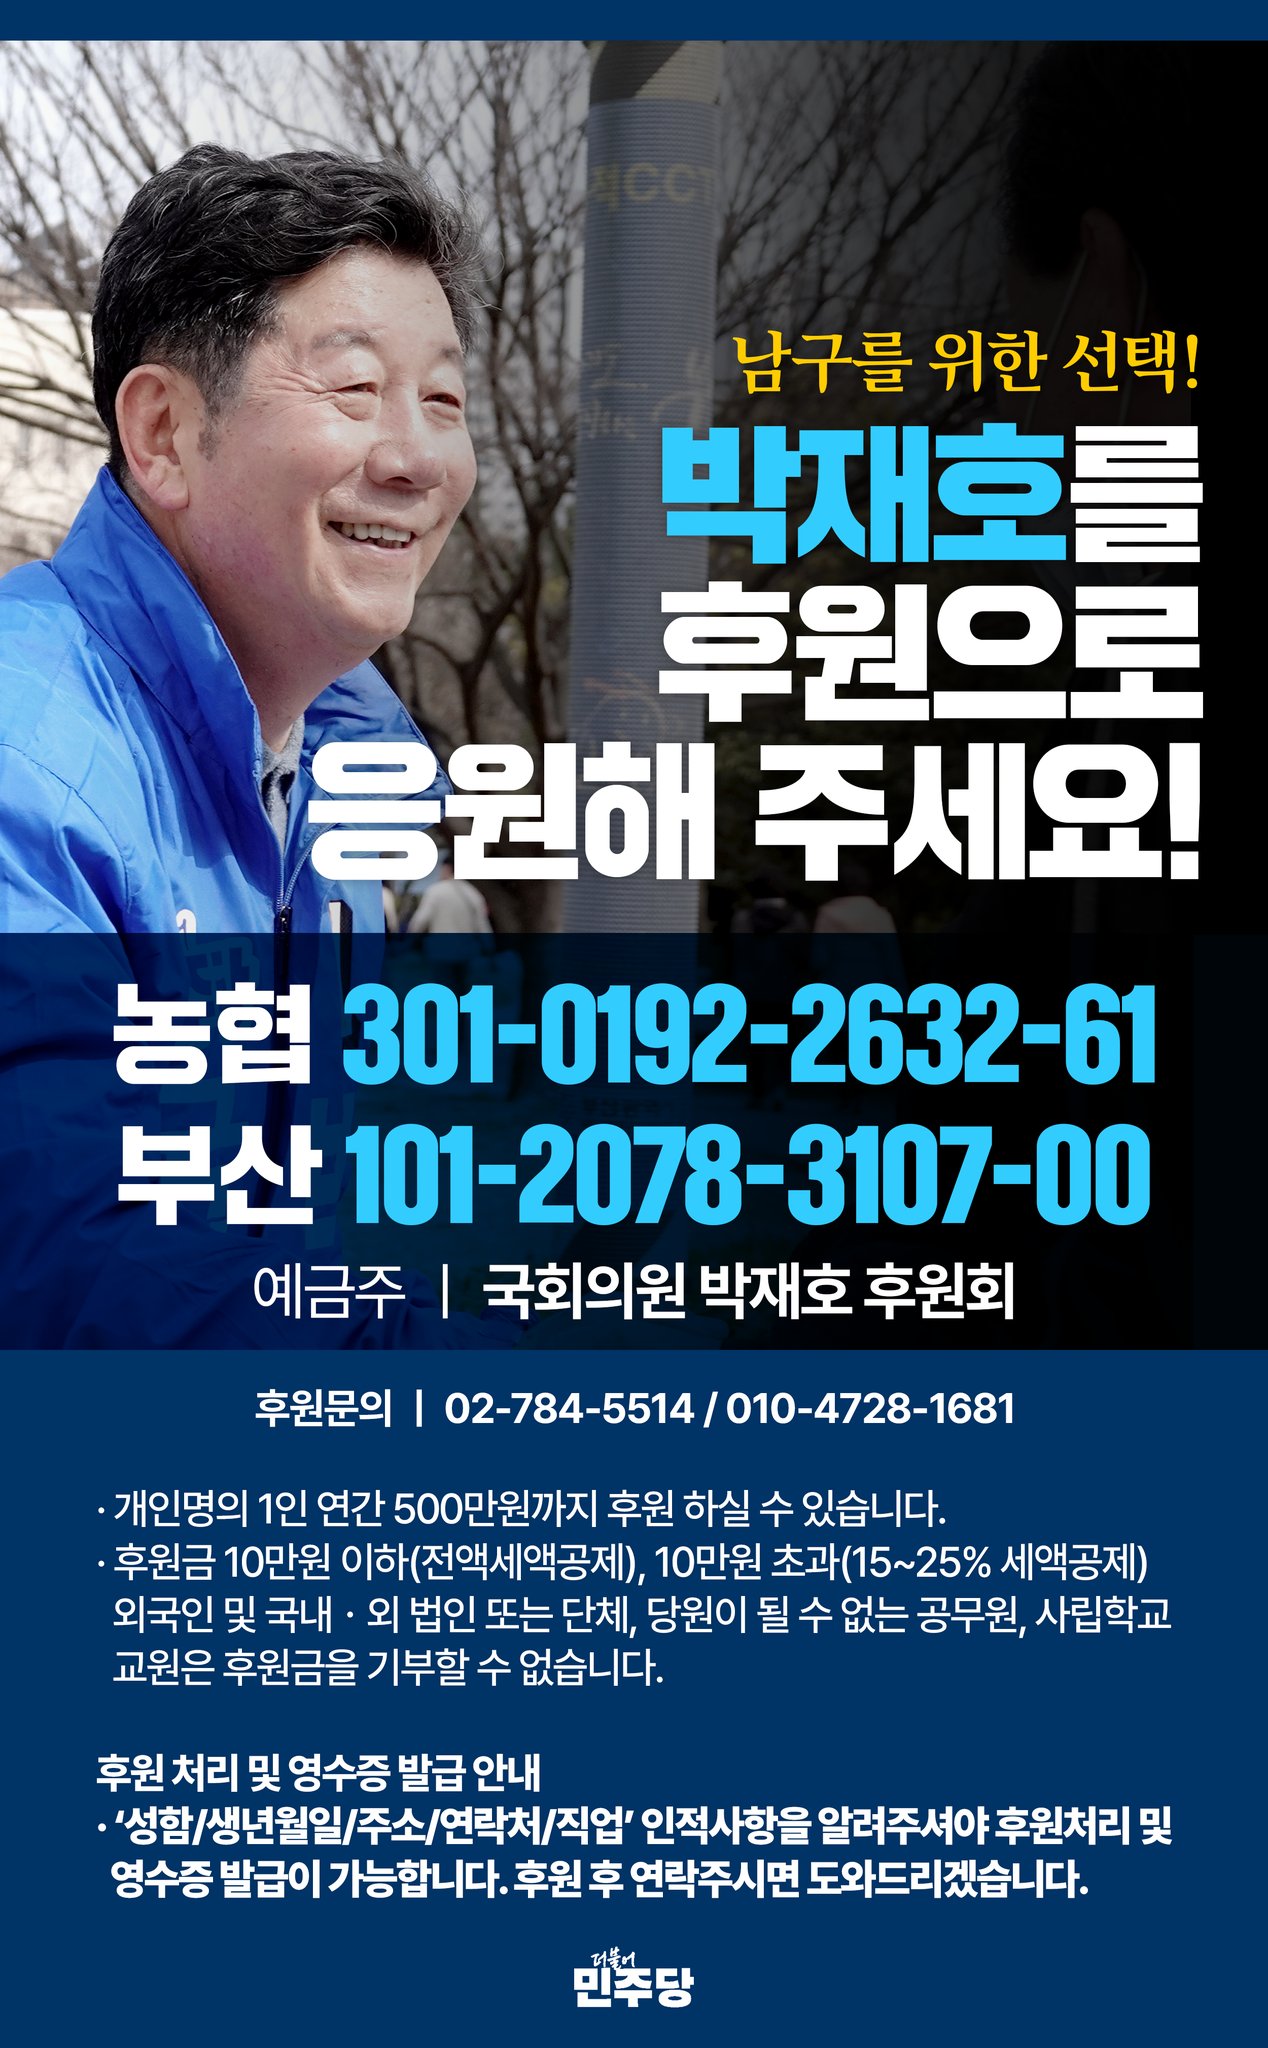 남구를 위한 선택!
박재호를
후원으로
응원해 주세요!
농협 301-0192-2632-61
부산 101-2078-3107-00
예금주 | 국회의원 박재호 후원회
후원문의 | 02-784-5514 / 010-4728-1681
· 개인명의 1인 연간 500만원까지 후원 하실 수 있습니다.
· 후원금 10만원 이하(전액세액공제), 10만원 초과(15~25% 세액공제)
외국인 및 국내 · 외 법인 또는 단체, 당원이 될 수 없는 공무원, 사립학교
교원은 후원금을 기부할 수 없습니다.
후원 처리 및 영수증 발급 안내
· ‘성함/생년월일/주소/연락처/직업’ 인적사항을 알려주셔야 후원처리 및
영수증 발급이 가능합니다. 후원 후 연락주시면 도와드리겠습니다.
더불어
민주당